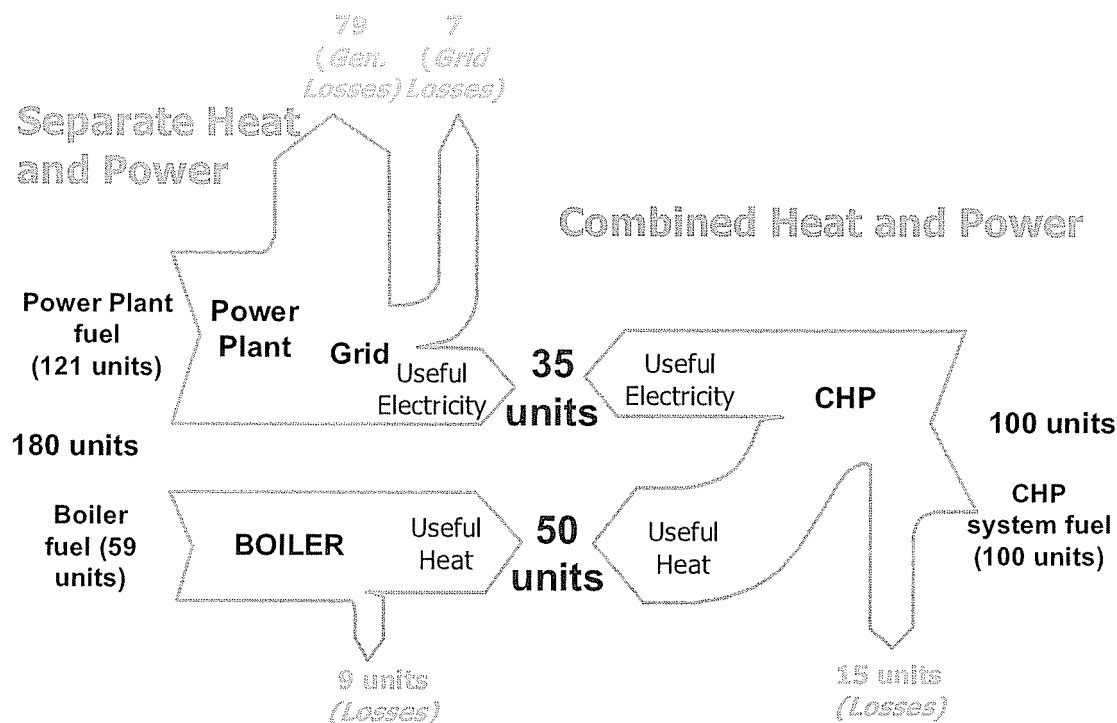 79
(Gen.
Losses)
7
(Grid
Losses)
Separate Heat
and Power
Combined Heat and Power
Power Plant
fuel
(121 units)
Power
Plant
Grid
Useful
Electricity
35
units
Useful
Electricity
CHP
180 units
100 units
Boiler
fuel (59
units)
BOILER
Useful
Heat
50
units
Useful
Heat
CHP
system fuel
(100 units)
9 units
(Losses)
15 units
(Losses)